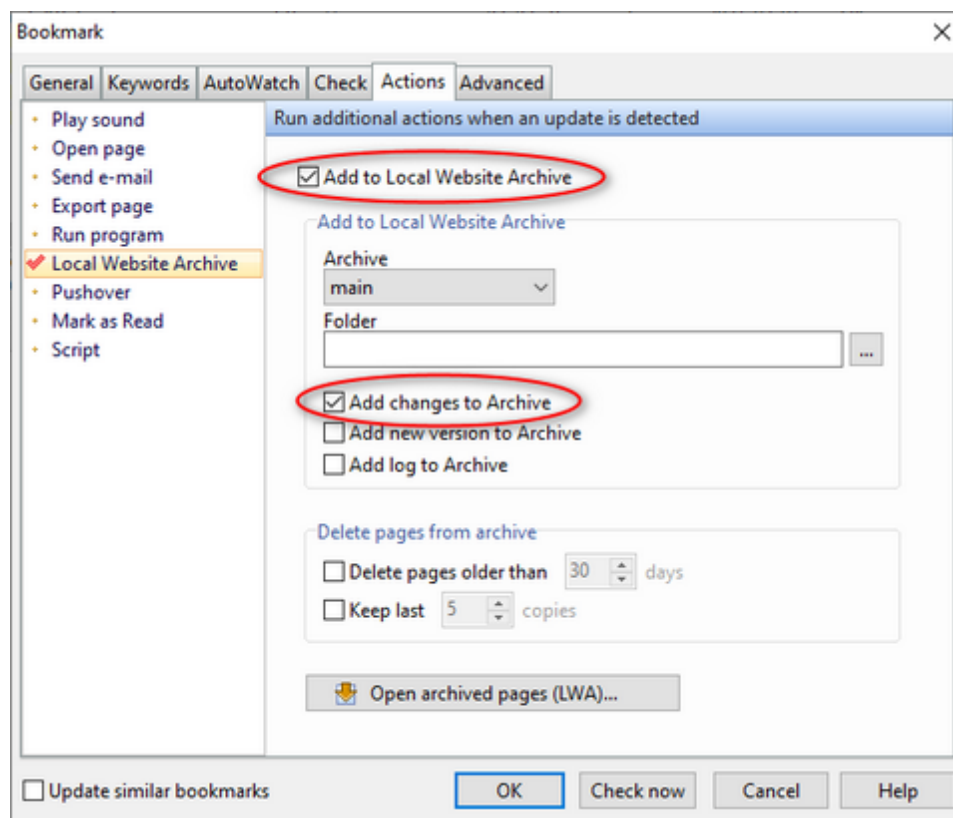 Bookmark
General Keywords AutoWatch Check Actions Advanced
Play sound
Open page
Send e-mail
Export page
Run program
Local Website Archive
Pushover
Mark as Read
Script
Run additional actions when an update is detected
Add to Local Website Archive
Add to Local Website Archive
Archive
main
Folder
...
Add changes to Archive
Add new version to Archive
Add log to Archive
Delete pages from archive
Delete pages older than 30 days
Keep last 5 copies
Open archived pages (LWA)...
Update similar bookmarks OK Check now Cancel Help